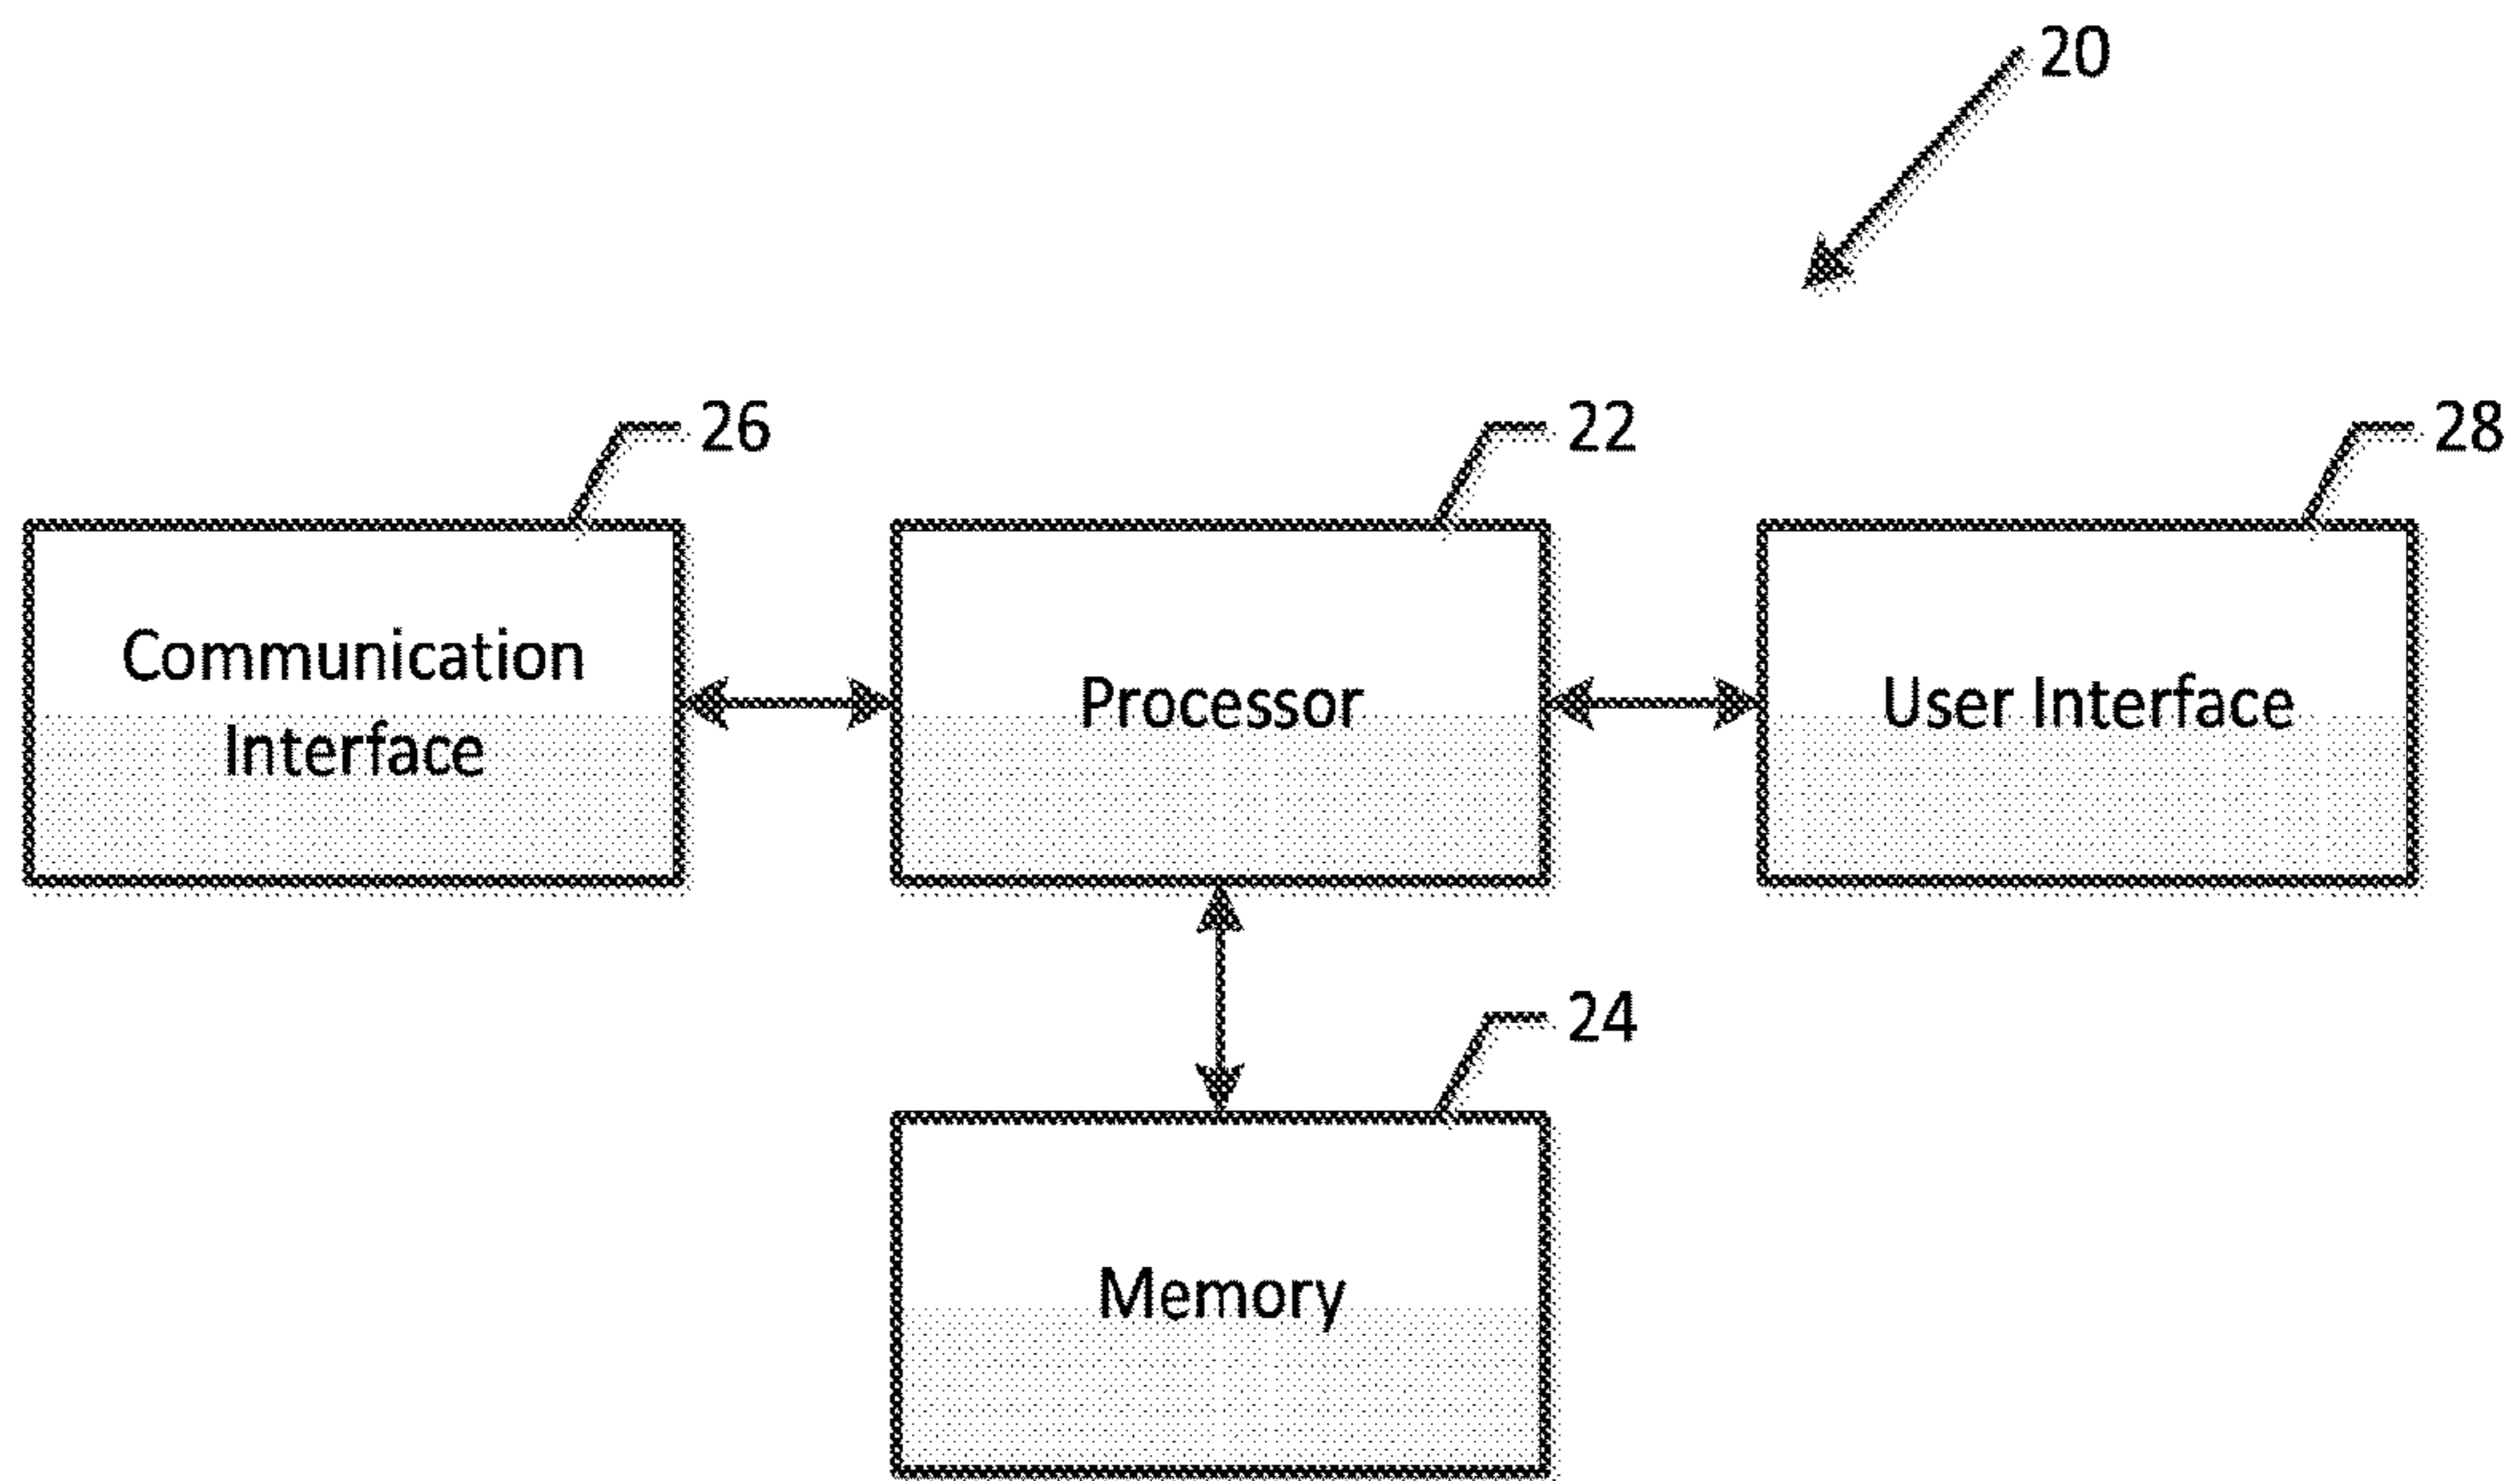 20
26
22
28
Communication
Interface
Processor
User Interface
24
Memory